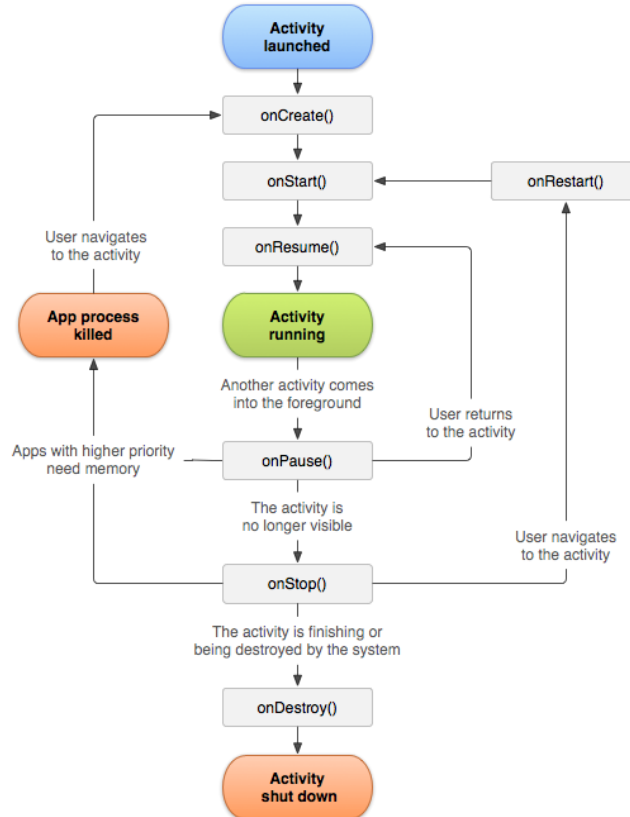 Activity
launched
onCreate()
onStart()
onRestart()
User navigates
to the activity
onResume()
App process
killed
Activity
running
Another activity comes
into the foreground
User returns
to the activity
Apps with higher priority
need memory
onPause()
The activity is
no longer visible
User navigates
to the activity
onStop()
The activity is finishing or
being destroyed by the system
onDestroy()
Activity
shut down